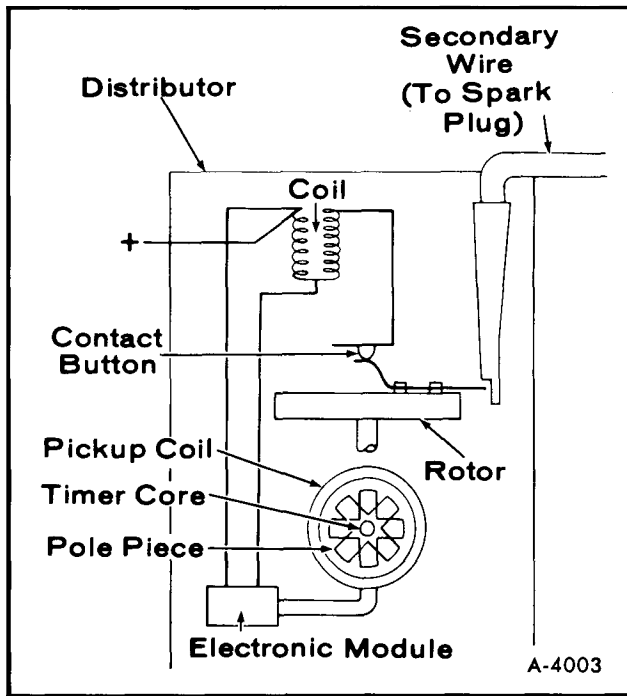 Secondary
Wire
(To Spark
Plug)
Distributor
Coil
+
Contact
Button
Rotor
Pickup Coil
Timer Core
Pole Piece
Electronic Module
A-4003